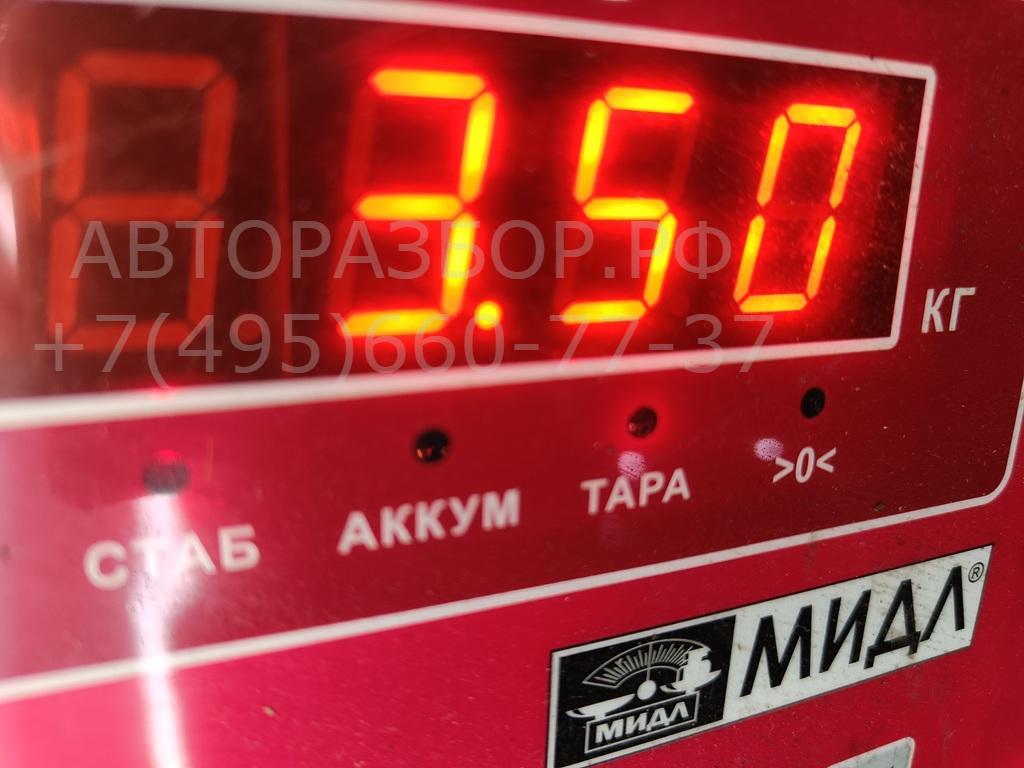 3.50
КГ
АВТОРАЗБОР.РФ
+7(495)660-77-37
СТАБ АККУМ ТАРА >0<
МИДЛ®
МИДЛ